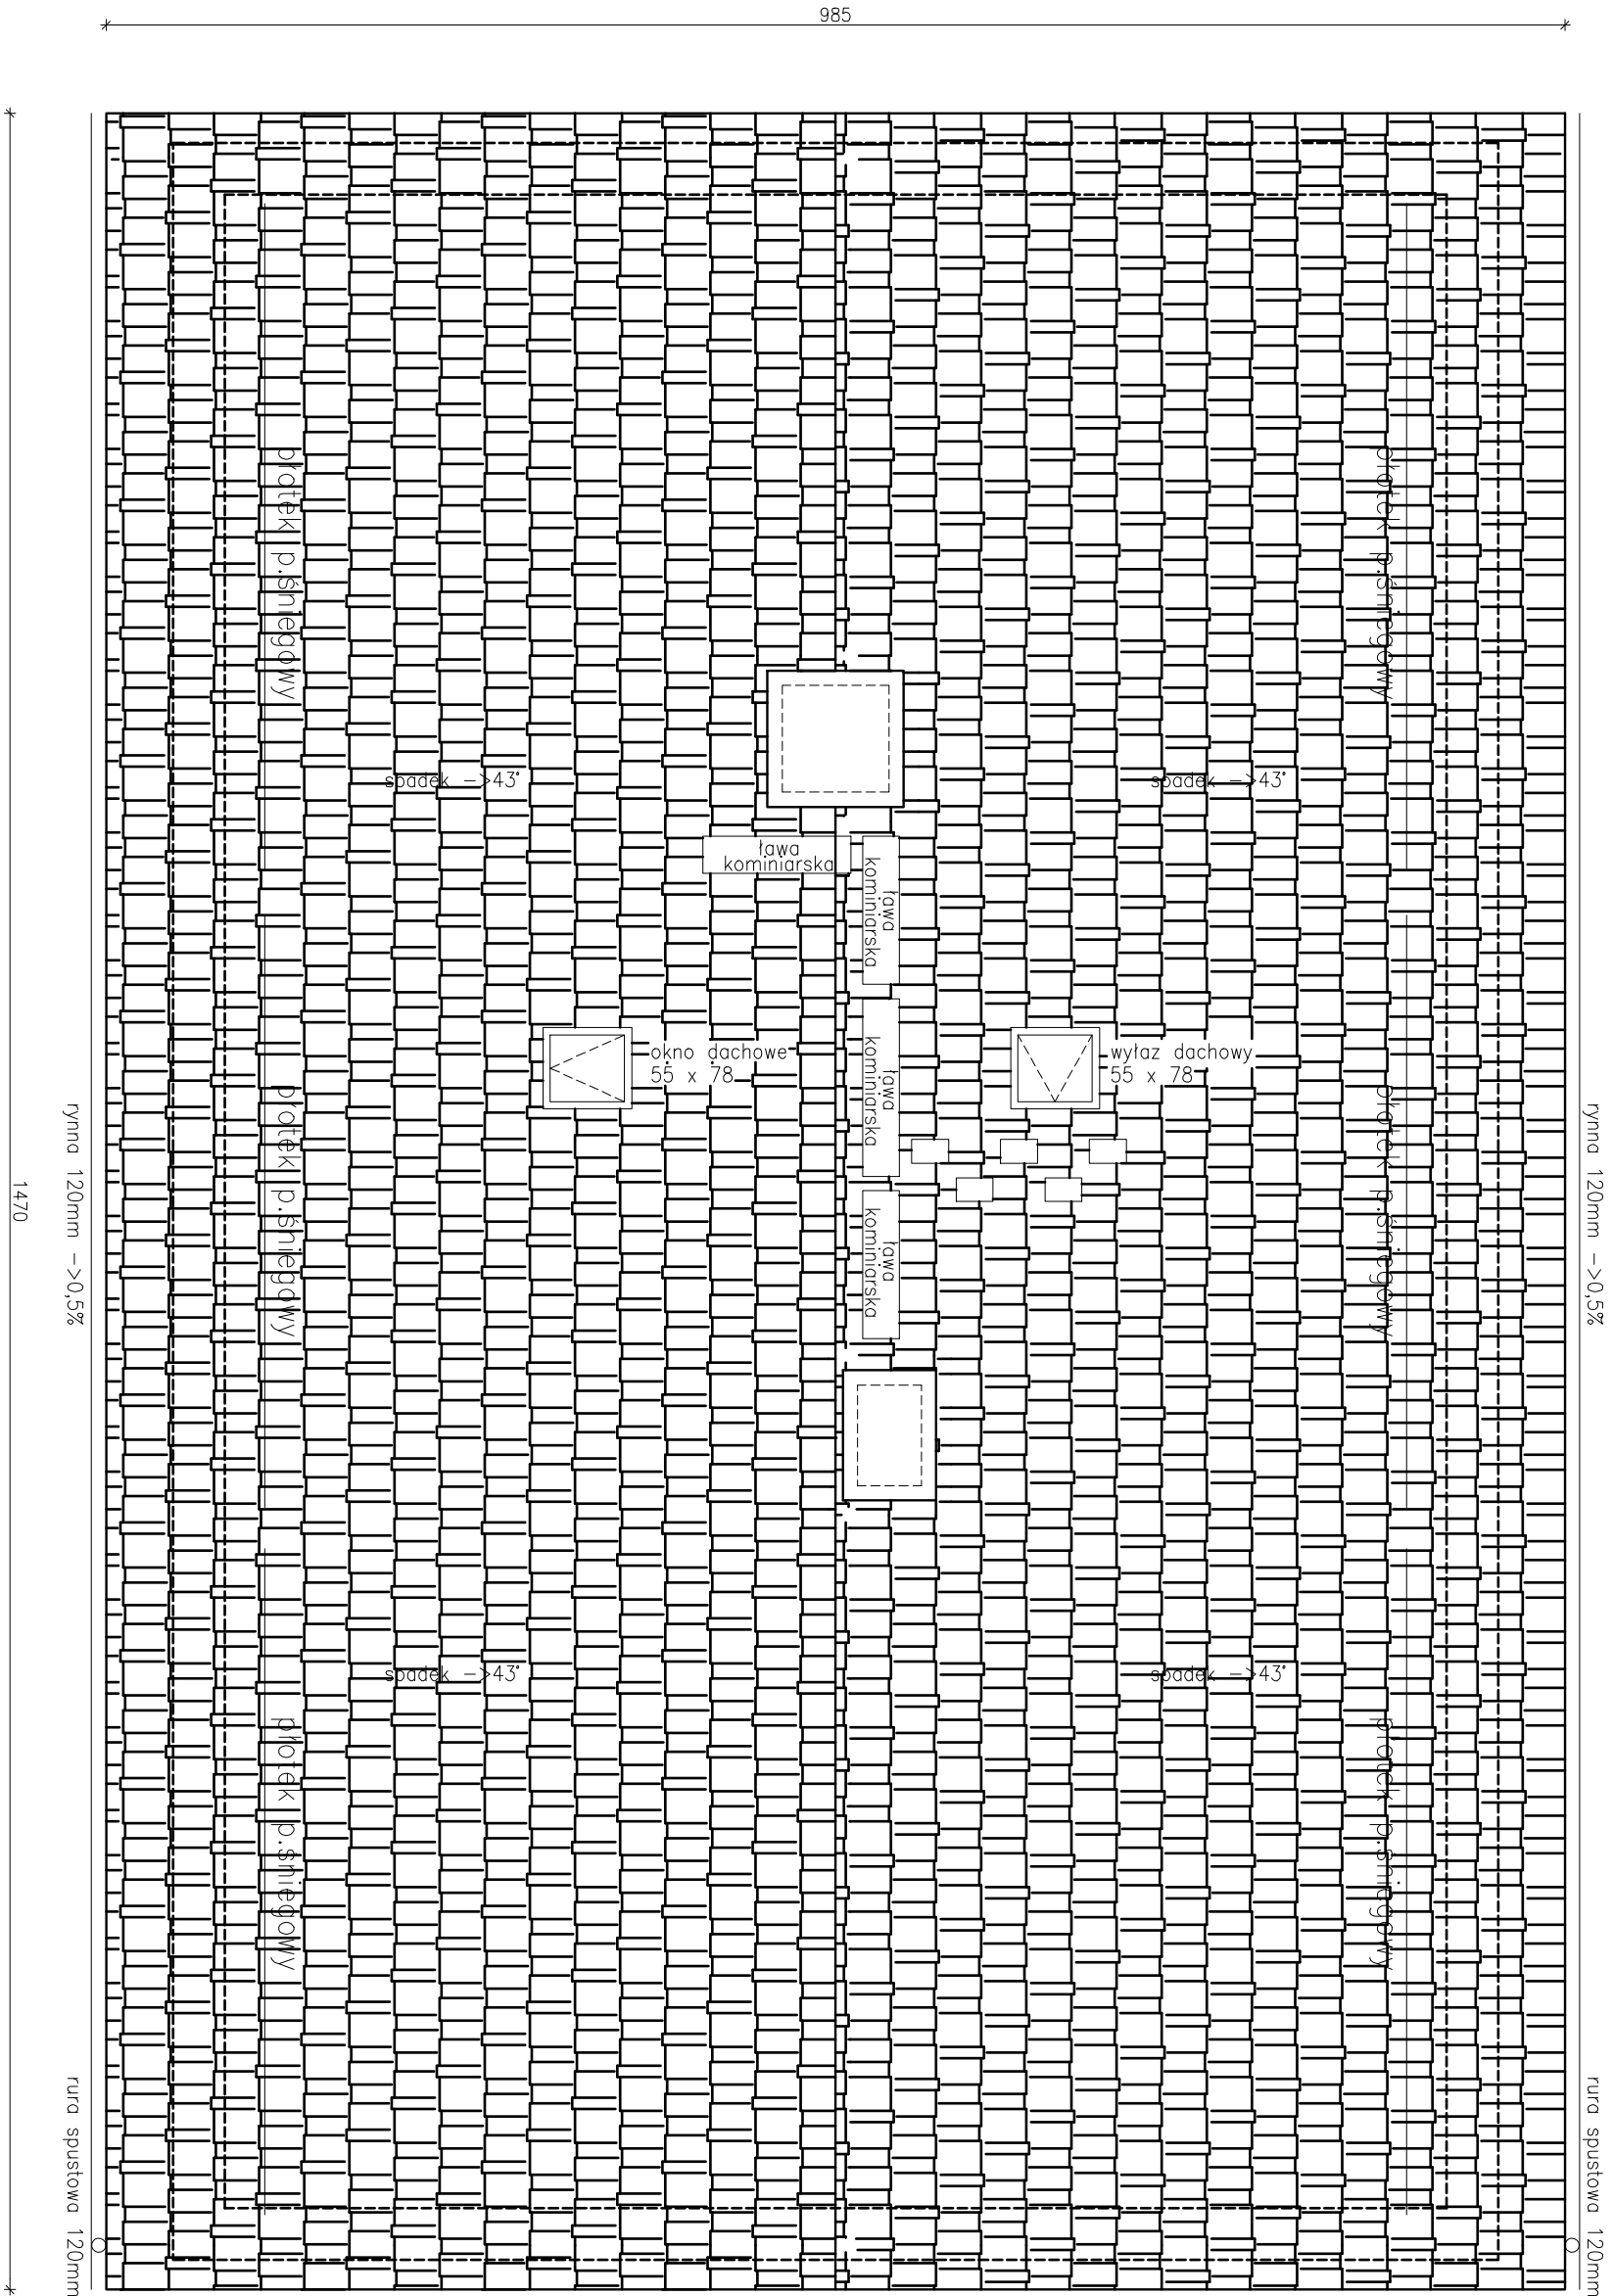 985
płotek p.śniegowy
płotek p.śniegowy
spadek ->43°
spadek ->43°
ława
kominiarska
ława
kominiarska
okno dachowe
55 x 78
ława
kominiarska
wyłaz dachowy
55 x 78
rynna 120mm ->0,5%
płotek p.śniegowy
płotek p.śniegowy
rynna 120mm ->0,5%
1470
ława
kominiarska
spadek ->43°
spadek ->43°
płotek p.śniegowy
płotek p.śniegowy
rura spustowa 120mm
rura spustowa 120mm